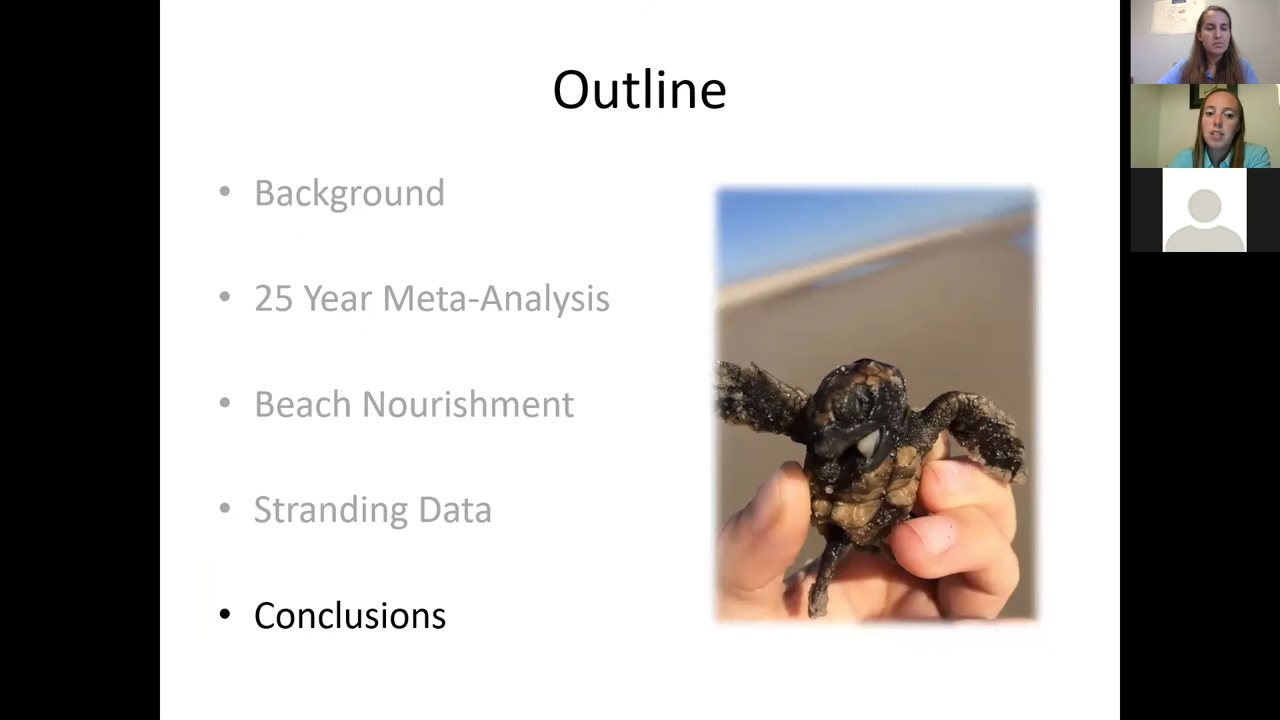 Outline
• Background
• 25 Year Meta-Analysis
• Beach Nourishment
• Stranding Data
• Conclusions